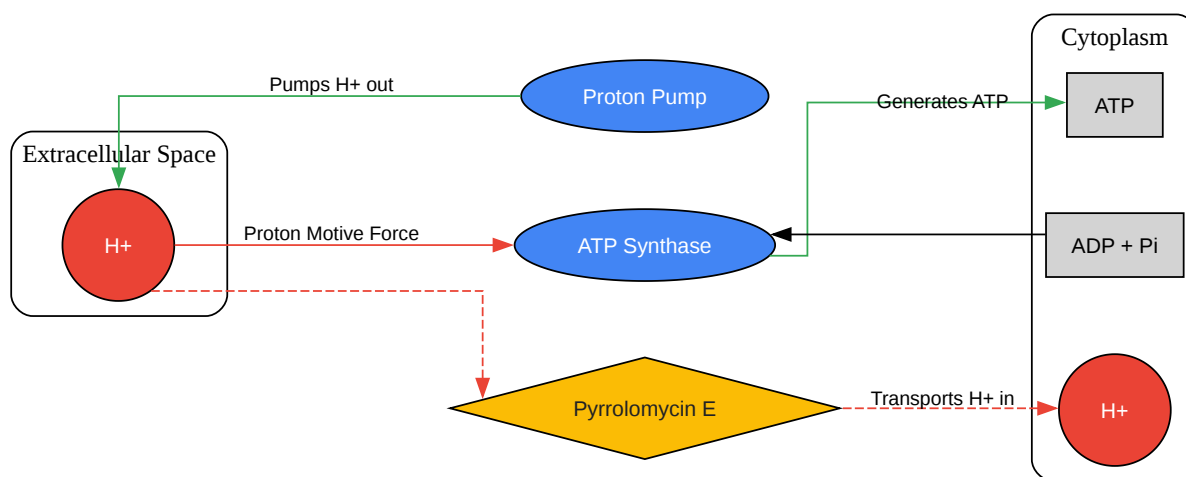 Cytoplasm
Pumps H+ out
Proton Pump
Generates ATP
ATP
Extracellular Space
H+
Proton Motive Force
ATP Synthase
ADP + Pi
Pyrrolomycin E
Transports H+ in
H+